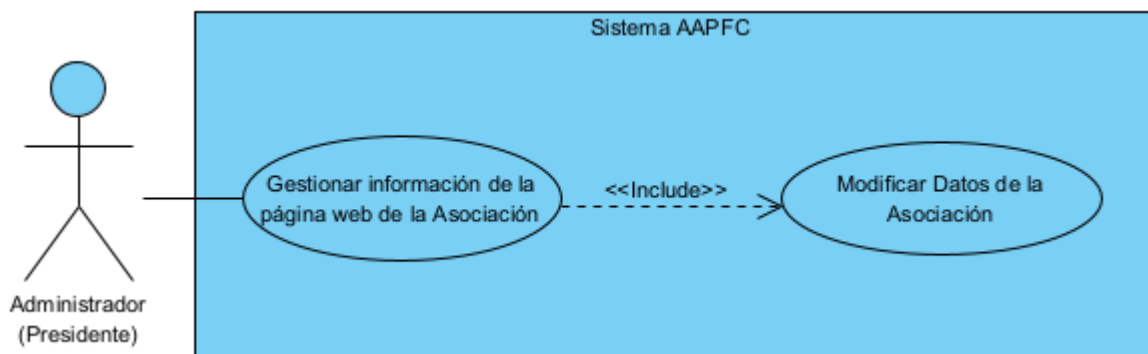 Sistema AAPFC
Gestionar información de la
página web de la Asociación
<<Include>>
Modificar Datos de la
Asociación
Administrador
(Presidente)